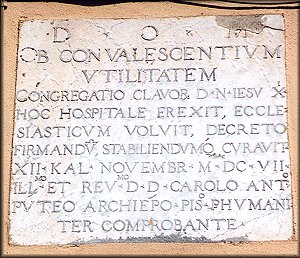 D O M
OB CONVALESCENTIVM
VTILITATEM
CONGREGATIO CLAVOR D·N·IESV X
HOC HOSPITALE EREXIT, ECCLE
SIASTICVM VOLVIT, DECRETO
FIRMANDV, STABILIENDVMQ CVRAVIT
XII·KAL·NOVEMBR·M·DC·VII
ILL ET REV D·D·CAROLO ANT
PVTEO ARCHIEPO·PIS·PHVMANI
TER COMPROBANTE·